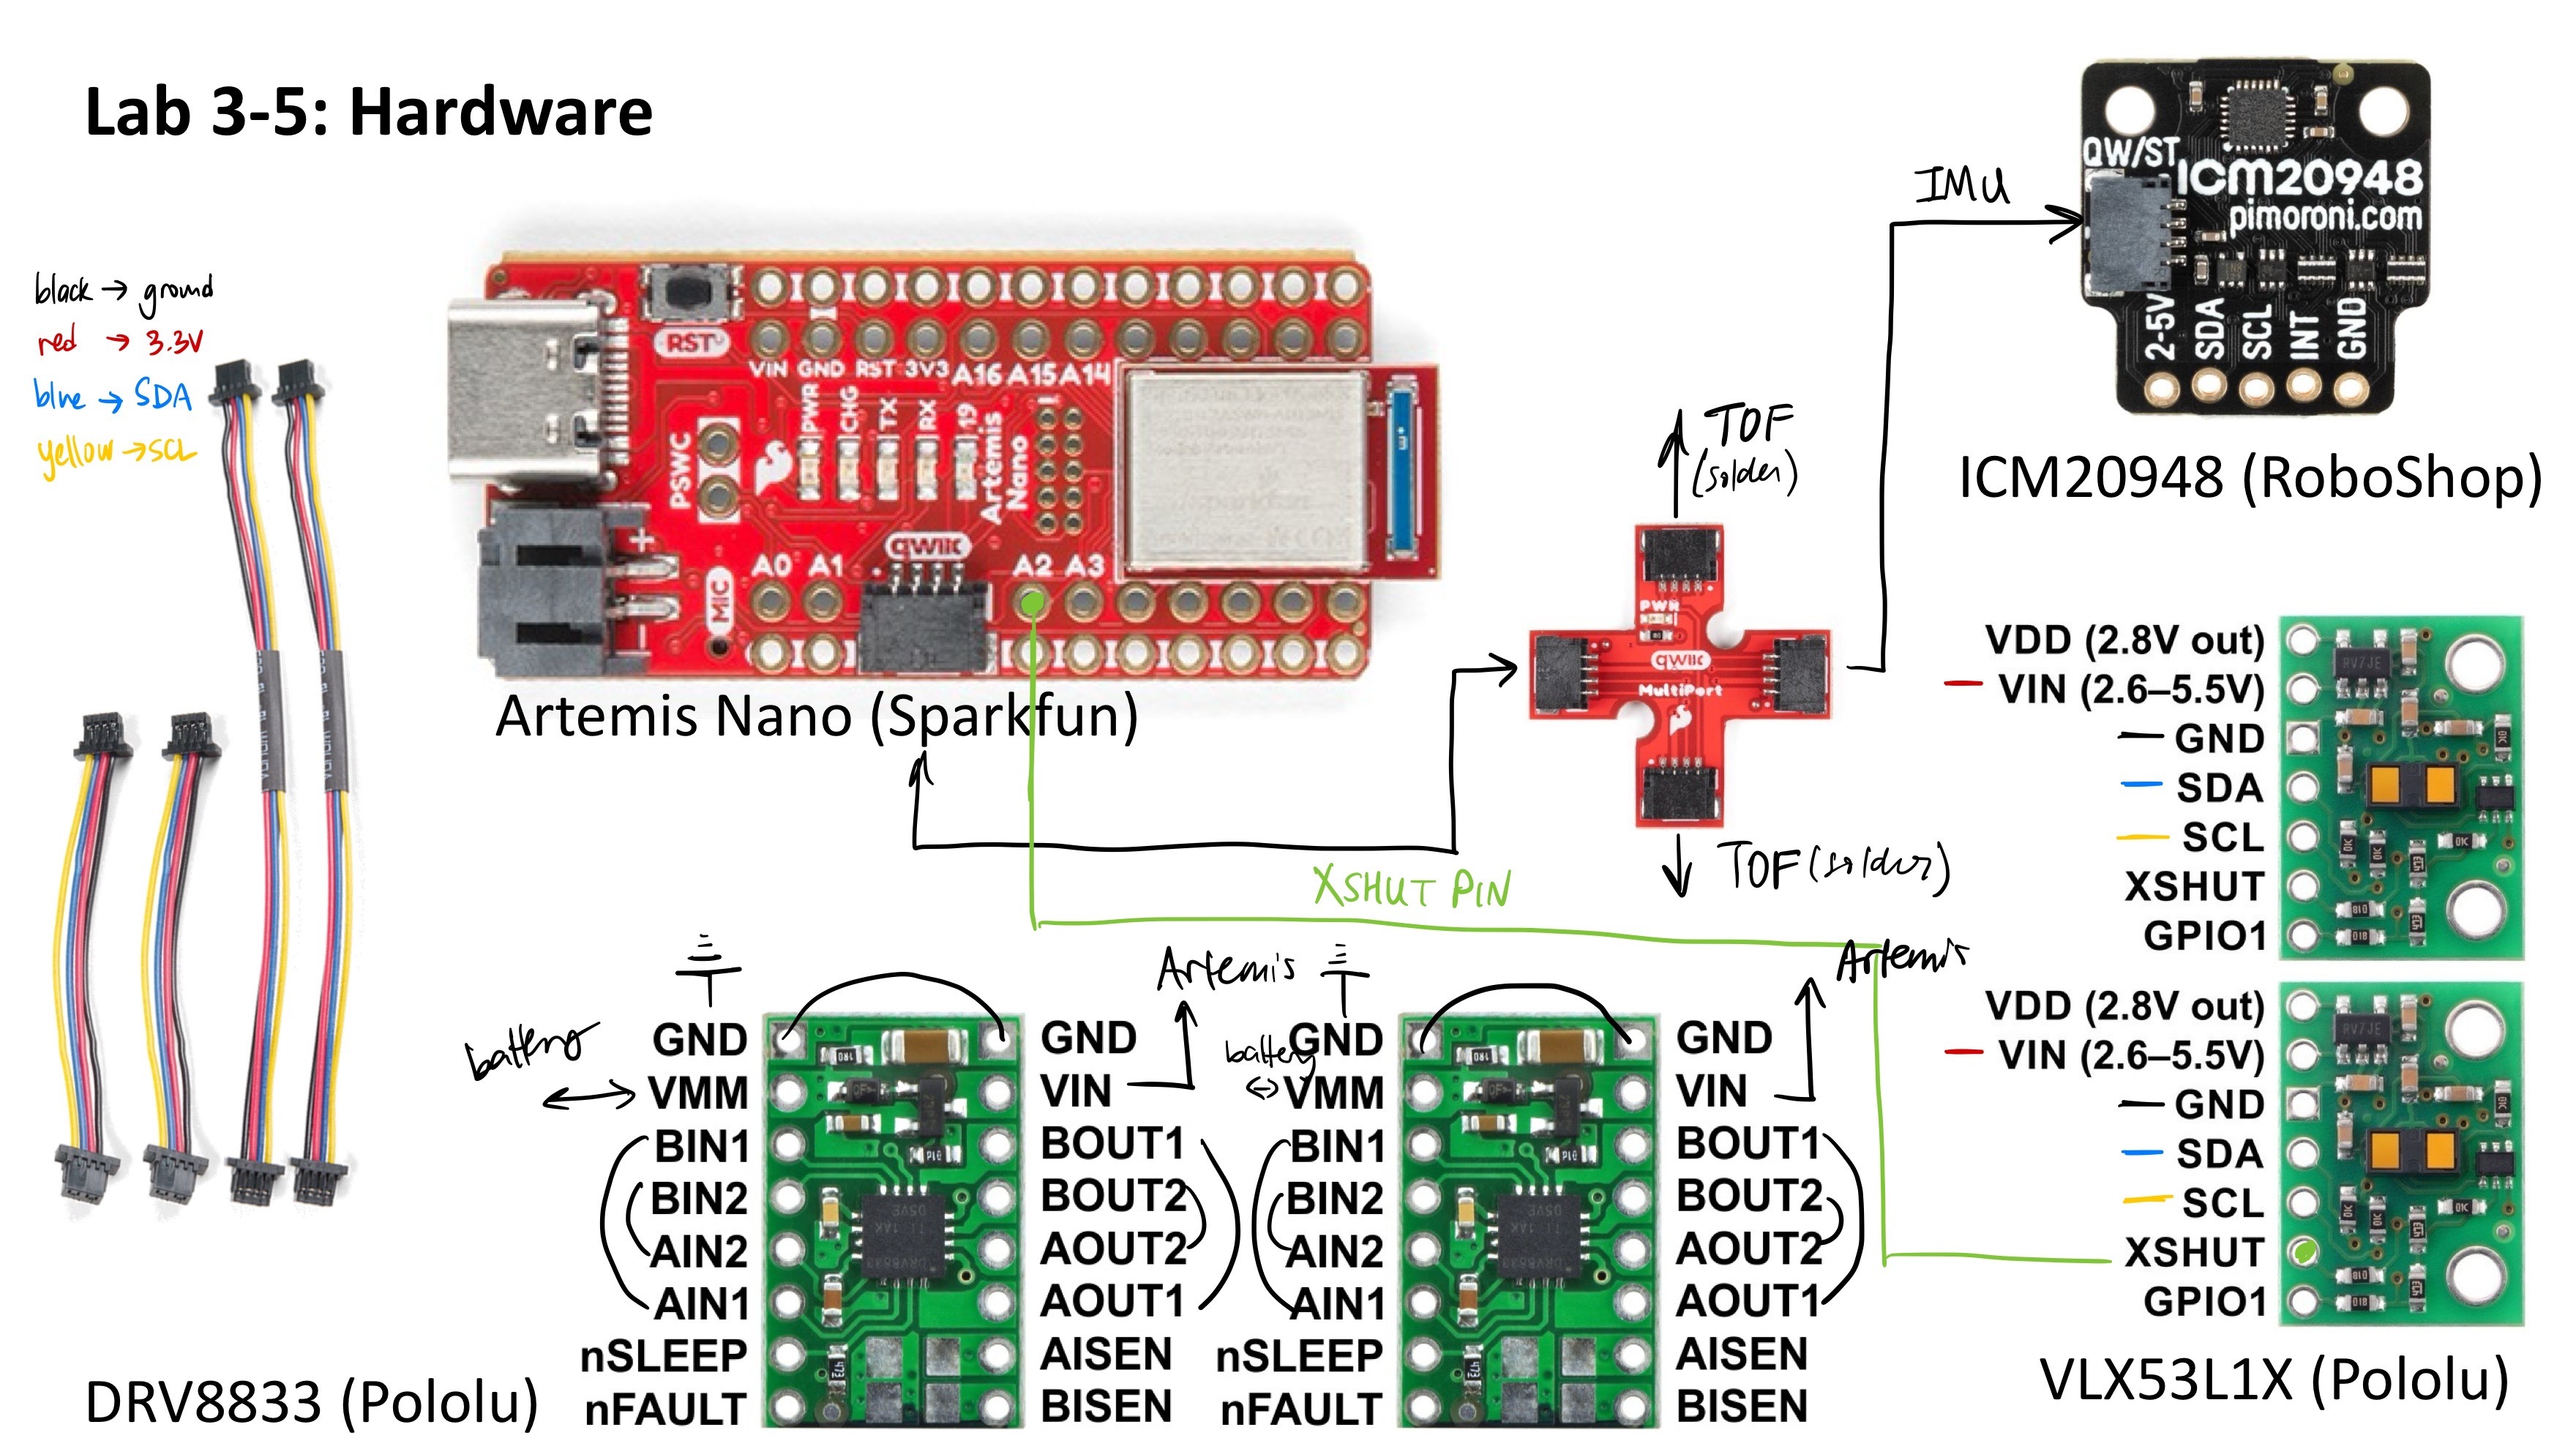 Lab 3-5: Hardware
black → ground
red → 3.3V
blue → SDA
yellow → SCL
RST
VIN GND RST 3V3 A16 A15 A14
PSWC
PWR
CHG
TX
RX
19
Artemis
Nano
+
-
MIC
A0 A1
qwiic
A2 A3
Artemis Nano (Sparkfun)
TOF
(solder)
PWR
qwiic
MultiPort
TOF (solder)
IMU
QW/ST
ICM20948
pimoroni.com
2-5V
SDA
SCL
INT
GND
ICM20948 (RoboShop)
XSHUT PIN
VDD (2.8V out)
VIN (2.6–5.5V)
GND
SDA
SCL
XSHUT
GPIO1
VDD (2.8V out)
VIN (2.6–5.5V)
GND
SDA
SCL
XSHUT
GPIO1
VLX53L1X (Pololu)
battery
GND
VMM
BIN1
BIN2
AIN2
AIN1
nSLEEP
nFAULT
Artemis
GND
VIN
BOUT1
BOUT2
AOUT2
AOUT1
AISEN
BISEN
battery
GND
VMM
BIN1
BIN2
AIN2
AIN1
nSLEEP
nFAULT
Artemis
GND
VIN
BOUT1
BOUT2
AOUT2
AOUT1
AISEN
BISEN
DRV8833 (Pololu)